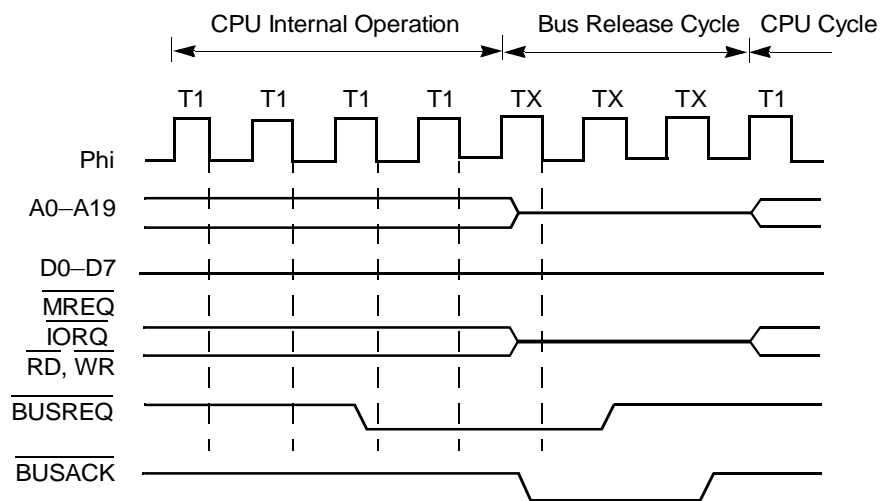 CPU Internal Operation Bus Release Cycle CPU Cycle
T1 T1 T1 T1 TX TX TX T1
Phi
A0–A19
D0–D7
MREQ
IORQ
RD, WR
BUSREQ
BUSACK